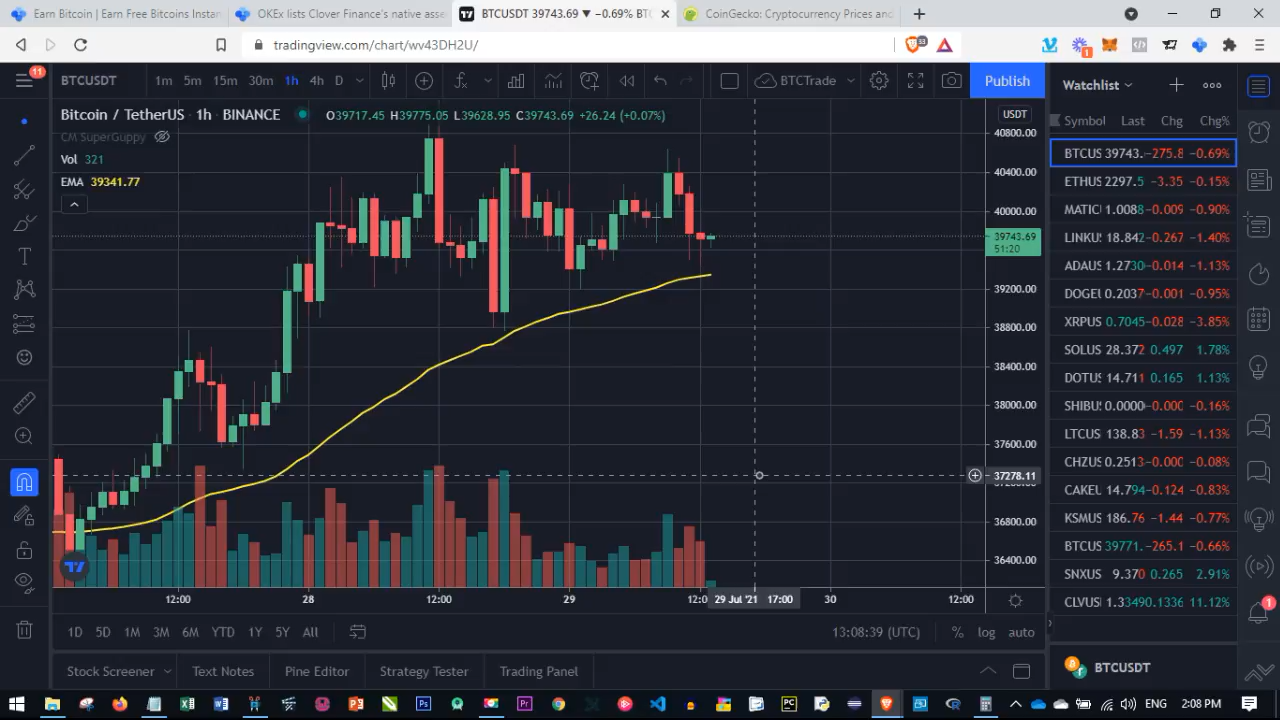 Earn Bitcoin | Earn Free Bitcoins Instan
OKEx lists Clover Finance's native asse
BTCUSDT 39743.69 ▼ −0.69% BTC
CoinGecko: Cryptocurrency Prices and
tradingview.com/chart/wv43DH2U/
33
1
11
BTCUSDT 1m 5m 15m 30m 1h 4h D BTCTrade Publish
Bitcoin / TetherUS 1h BINANCE O39717.45 H39775.05 L39628.95 C39743.69 +26.24 (+0.07%)
CM SuperGuppy
Vol 321
EMA 39341.77
USDT
40800.00
40400.00
40000.00
39743.69
51:20
39200.00
38800.00
38400.00
38000.00
37600.00
37278.11
36800.00
36400.00
12:00 28 12:00 29 12:0 29 Jul '21 17:00 30 12:00
1D 5D 1M 3M 6M YTD 1Y 5Y All 13:08:39 (UTC) % log auto
Stock Screener Text Notes Pine Editor Strategy Tester Trading Panel
Watchlist
Symbol Last Chg Chg%
BTCUS 39743. -275.8 −0.69%
ETHUS 2297.5 −3.35 −0.15%
MATIC 1.0088 -0.009 −0.90%
LINKU 18.842 -0.267 −1.40%
ADAUS 1.2730 -0.014 −1.13%
DOGEU 0.2037 -0.001 −0.95%
XRPUS 0.7045 -0.028 −3.85%
SOLUS 28.372 0.497 1.78%
DOTUS 14.711 0.165 1.13%
SHIBU 0.0000 -0.000 −0.16%
LTCUS 138.83 −1.59 −1.13%
CHZUS 0.2513 -0.000 −0.08%
CAKEU 14.794 -0.124 −0.83%
KSMUS 186.76 −1.44 −0.77%
BTCUS 39771. -265.1 −0.66%
SNXUS 9.370 0.265 2.91%
CLVUS 1.33490.1336 11.12%
1
BTCUSDT
ENG 2:08 PM